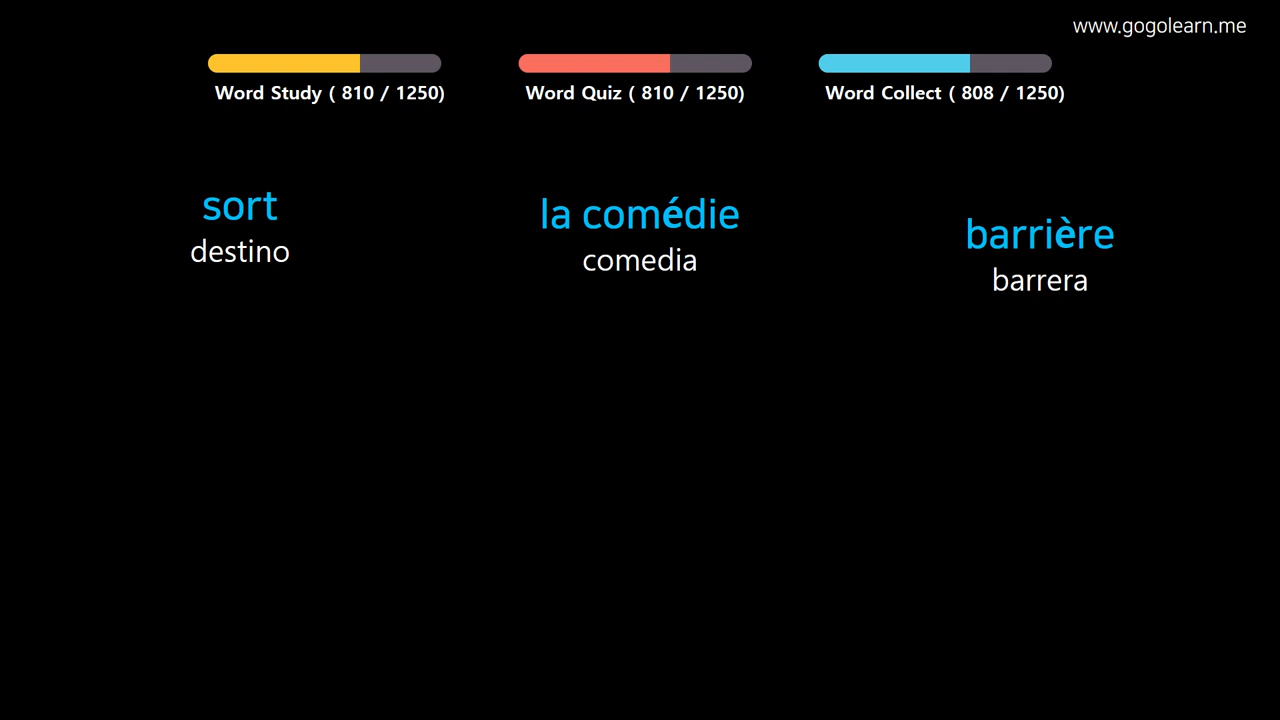 www.gogolearn.me
Word Study ( 810 / 1250)
Word Quiz ( 810 / 1250)
Word Collect ( 808 / 1250)
sort
destino
la comédie
comedia
barrière
barrera